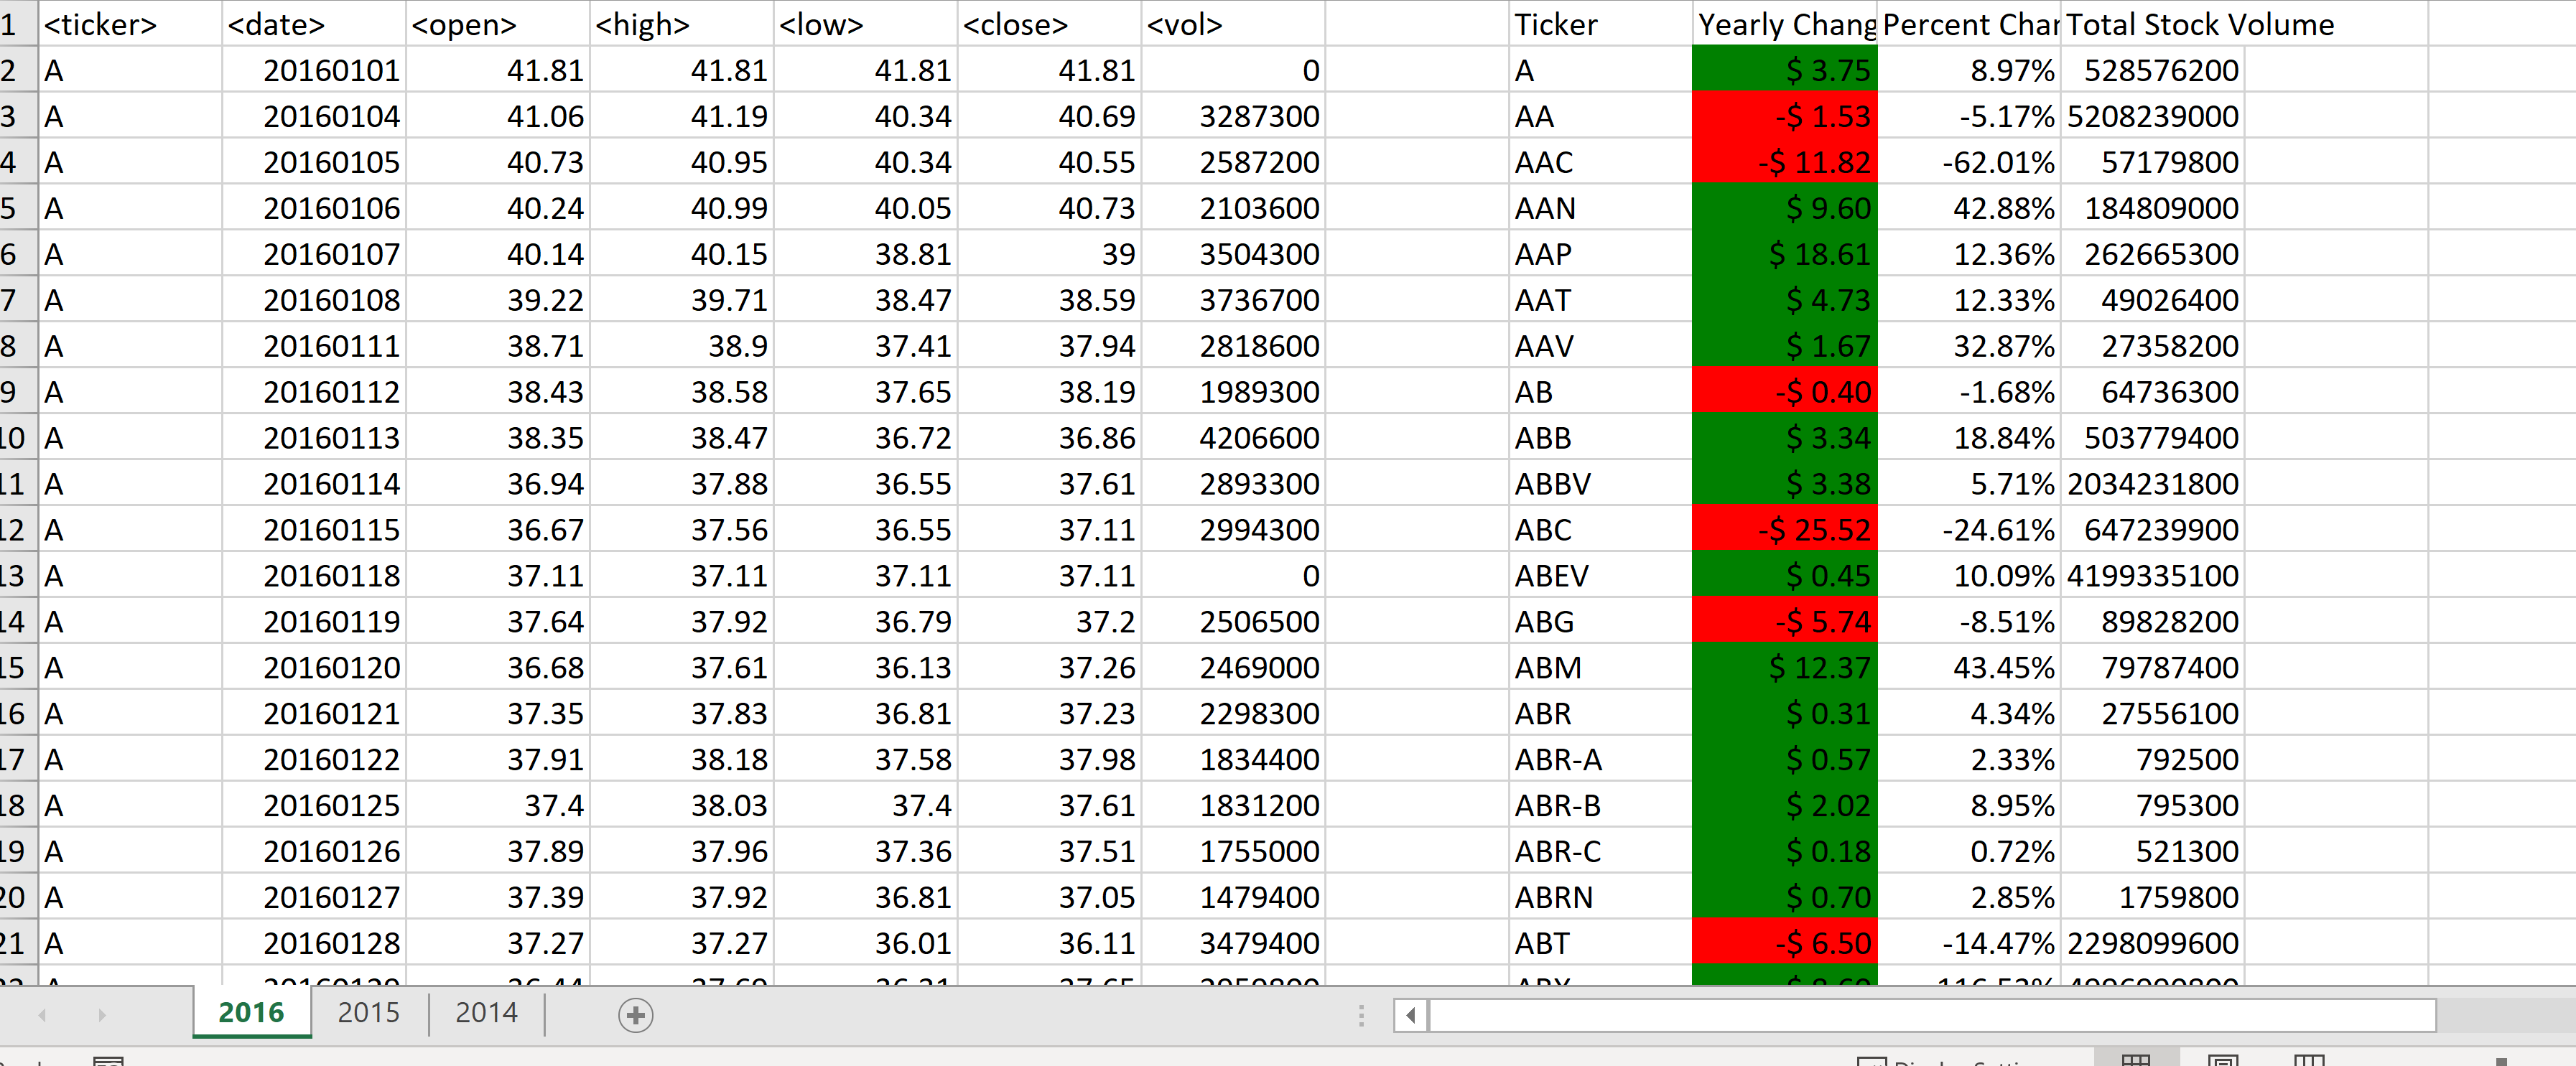 1 <ticker> <date> <open> <high> <low> <close> <vol> Ticker Yearly Chang Percent Char Total Stock Volume
2 A 20160101 41.81 41.81 41.81 41.81 0 A $ 3.75 8.97% 528576200
3 A 20160104 41.06 41.19 40.34 40.69 3287300 AA -$ 1.53 -5.17% 5208239000
4 A 20160105 40.73 40.95 40.34 40.55 2587200 AAC -$ 11.82 -62.01% 57179800
5 A 20160106 40.24 40.99 40.05 40.73 2103600 AAN $ 9.60 42.88% 184809000
6 A 20160107 40.14 40.15 38.81 39 3504300 AAP $ 18.61 12.36% 262665300
7 A 20160108 39.22 39.71 38.47 38.59 3736700 AAT $ 4.73 12.33% 49026400
8 A 20160111 38.71 38.9 37.41 37.94 2818600 AAV $ 1.67 32.87% 27358200
9 A 20160112 38.43 38.58 37.65 38.19 1989300 AB -$ 0.40 -1.68% 64736300
10 A 20160113 38.35 38.47 36.72 36.86 4206600 ABB $ 3.34 18.84% 503779400
11 A 20160114 36.94 37.88 36.55 37.61 2893300 ABBV $ 3.38 5.71% 2034231800
12 A 20160115 36.67 37.56 36.55 37.11 2994300 ABC -$ 25.52 -24.61% 647239900
13 A 20160118 37.11 37.11 37.11 37.11 0 ABEV $ 0.45 10.09% 4199335100
14 A 20160119 37.64 37.92 36.79 37.2 2506500 ABG -$ 5.74 -8.51% 89828200
15 A 20160120 36.68 37.61 36.13 37.26 2469000 ABM $ 12.37 43.45% 79787400
16 A 20160121 37.35 37.83 36.81 37.23 2298300 ABR $ 0.31 4.34% 27556100
17 A 20160122 37.91 38.18 37.58 37.98 1834400 ABR-A $ 0.57 2.33% 792500
18 A 20160125 37.4 38.03 37.4 37.61 1831200 ABR-B $ 2.02 8.95% 795300
19 A 20160126 37.89 37.96 37.36 37.51 1755000 ABR-C $ 0.18 0.72% 521300
20 A 20160127 37.39 37.92 36.81 37.05 1479400 ABRN $ 0.70 2.85% 1759800
21 A 20160128 37.27 37.27 36.01 36.11 3479400 ABT -$ 6.50 -14.47% 2298099600
2016 2015 2014